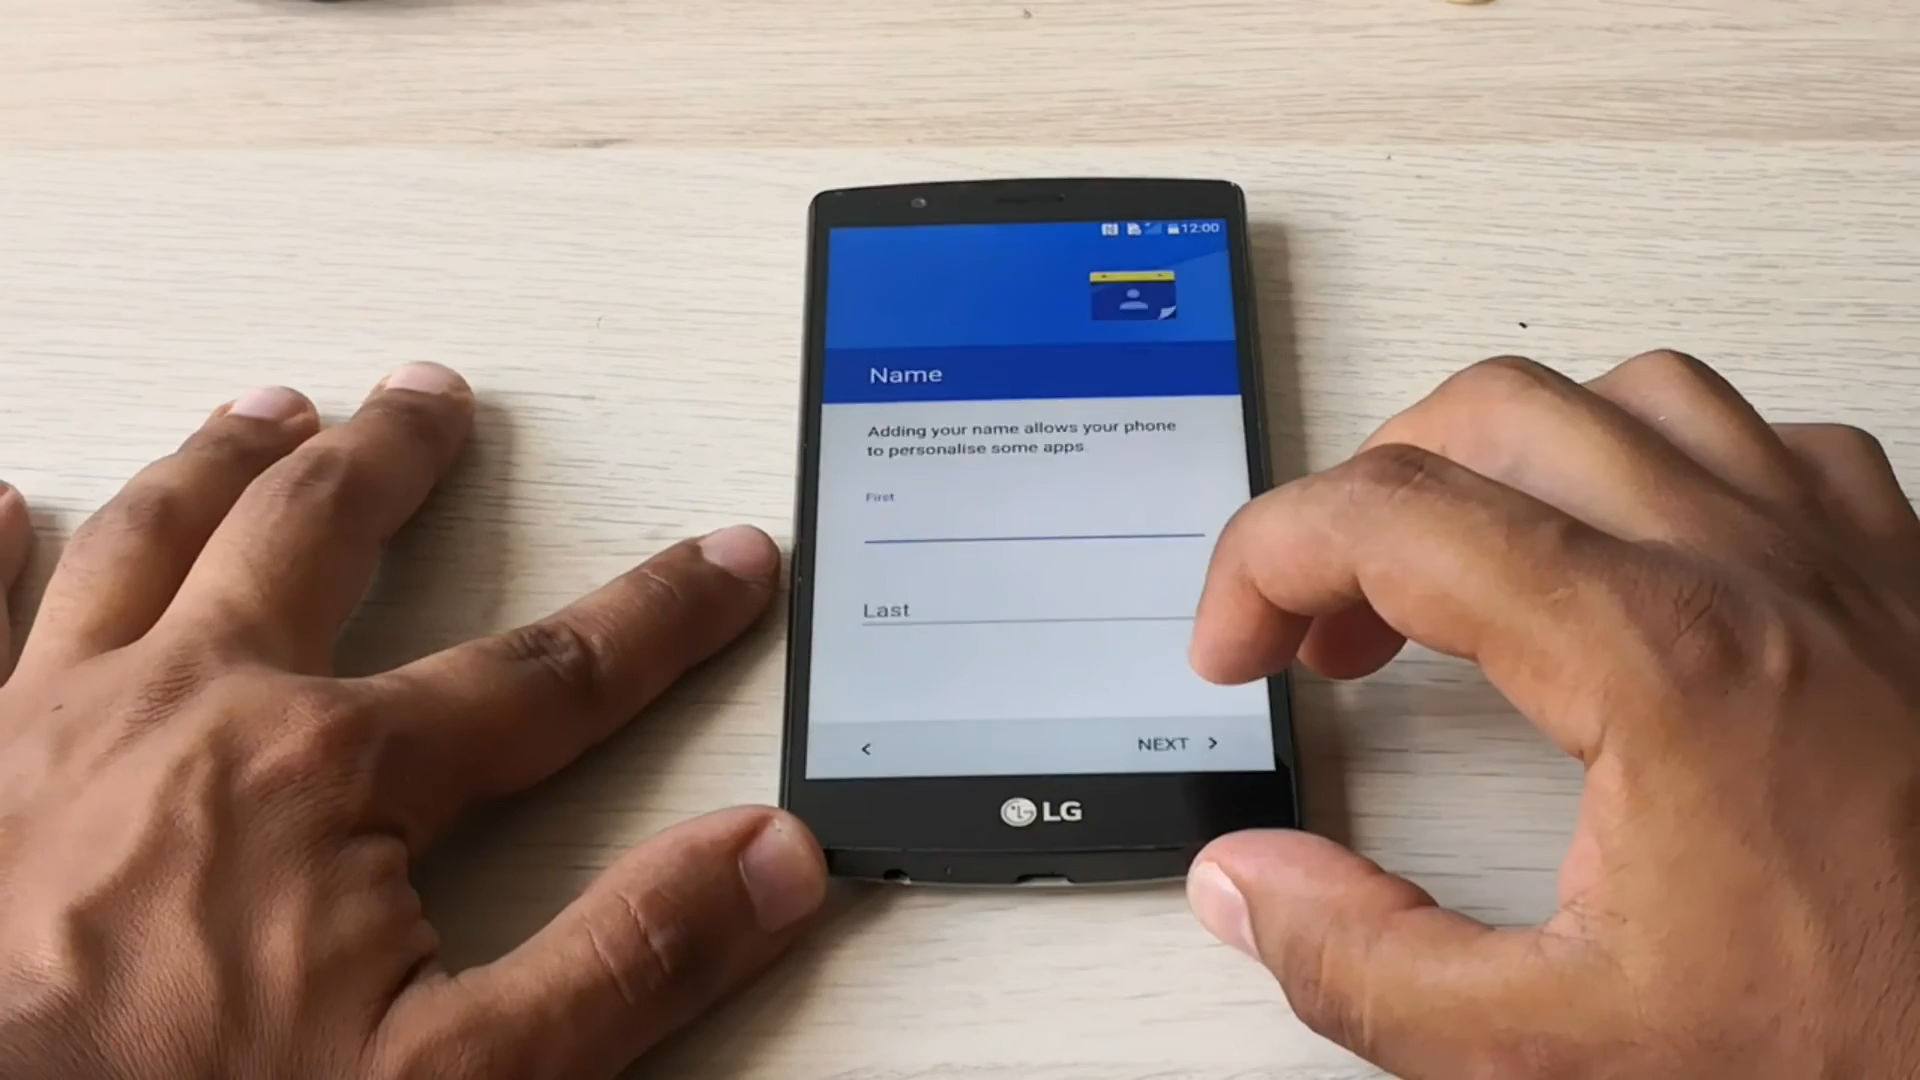 12:00
Name
Adding your name allows your phone
to personalise some apps.
First
Last
NEXT
LG